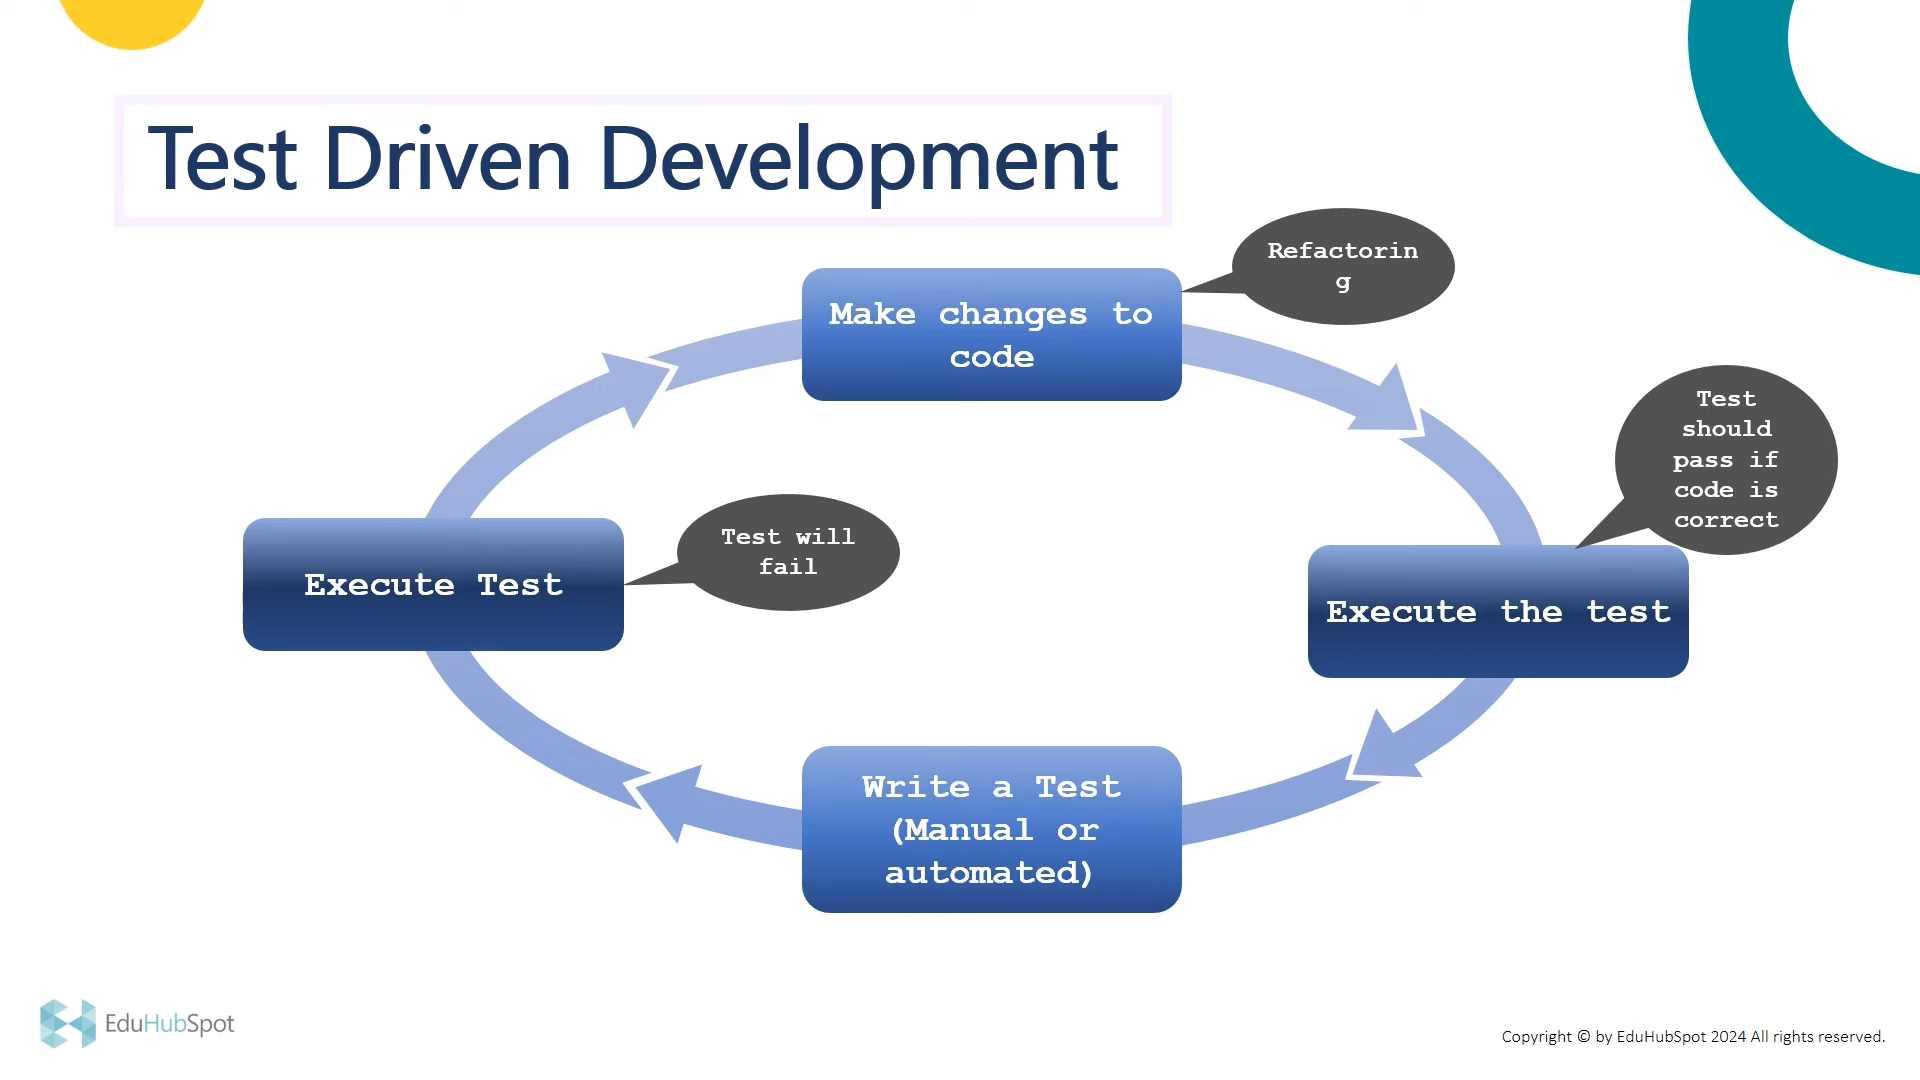 Test Driven Development
Refactorin
g
Make changes to
code
Test
should
pass if
code is
correct
Test will
fail
Execute Test
Execute the test
Write a Test
(Manual or
automated)
EduHubSpot
Copyright © by EduHubSpot 2024 All rights reserved.